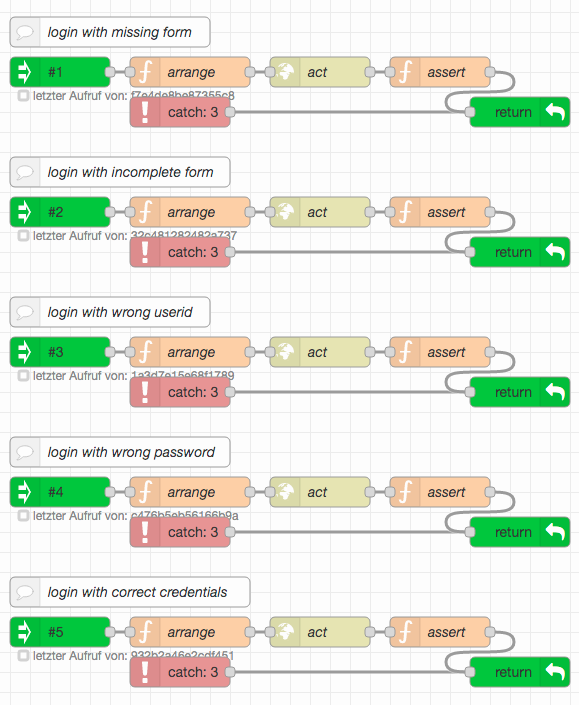 login with missing form
#1 arrange act assert
letzter Aufruf von: f7e4de8be87355c8
catch: 3 return
login with incomplete form
#2 arrange act assert
letzter Aufruf von: 32c481282482a737
catch: 3 return
login with wrong userid
#3 arrange act assert
letzter Aufruf von: 1a3d7e15e68f1789
catch: 3 return
login with wrong password
#4 arrange act assert
letzter Aufruf von: c476b5eb56166b9a
catch: 3 return
login with correct credentials
#5 arrange act assert
letzter Aufruf von: 932b2a46e2cdf451
catch: 3 return